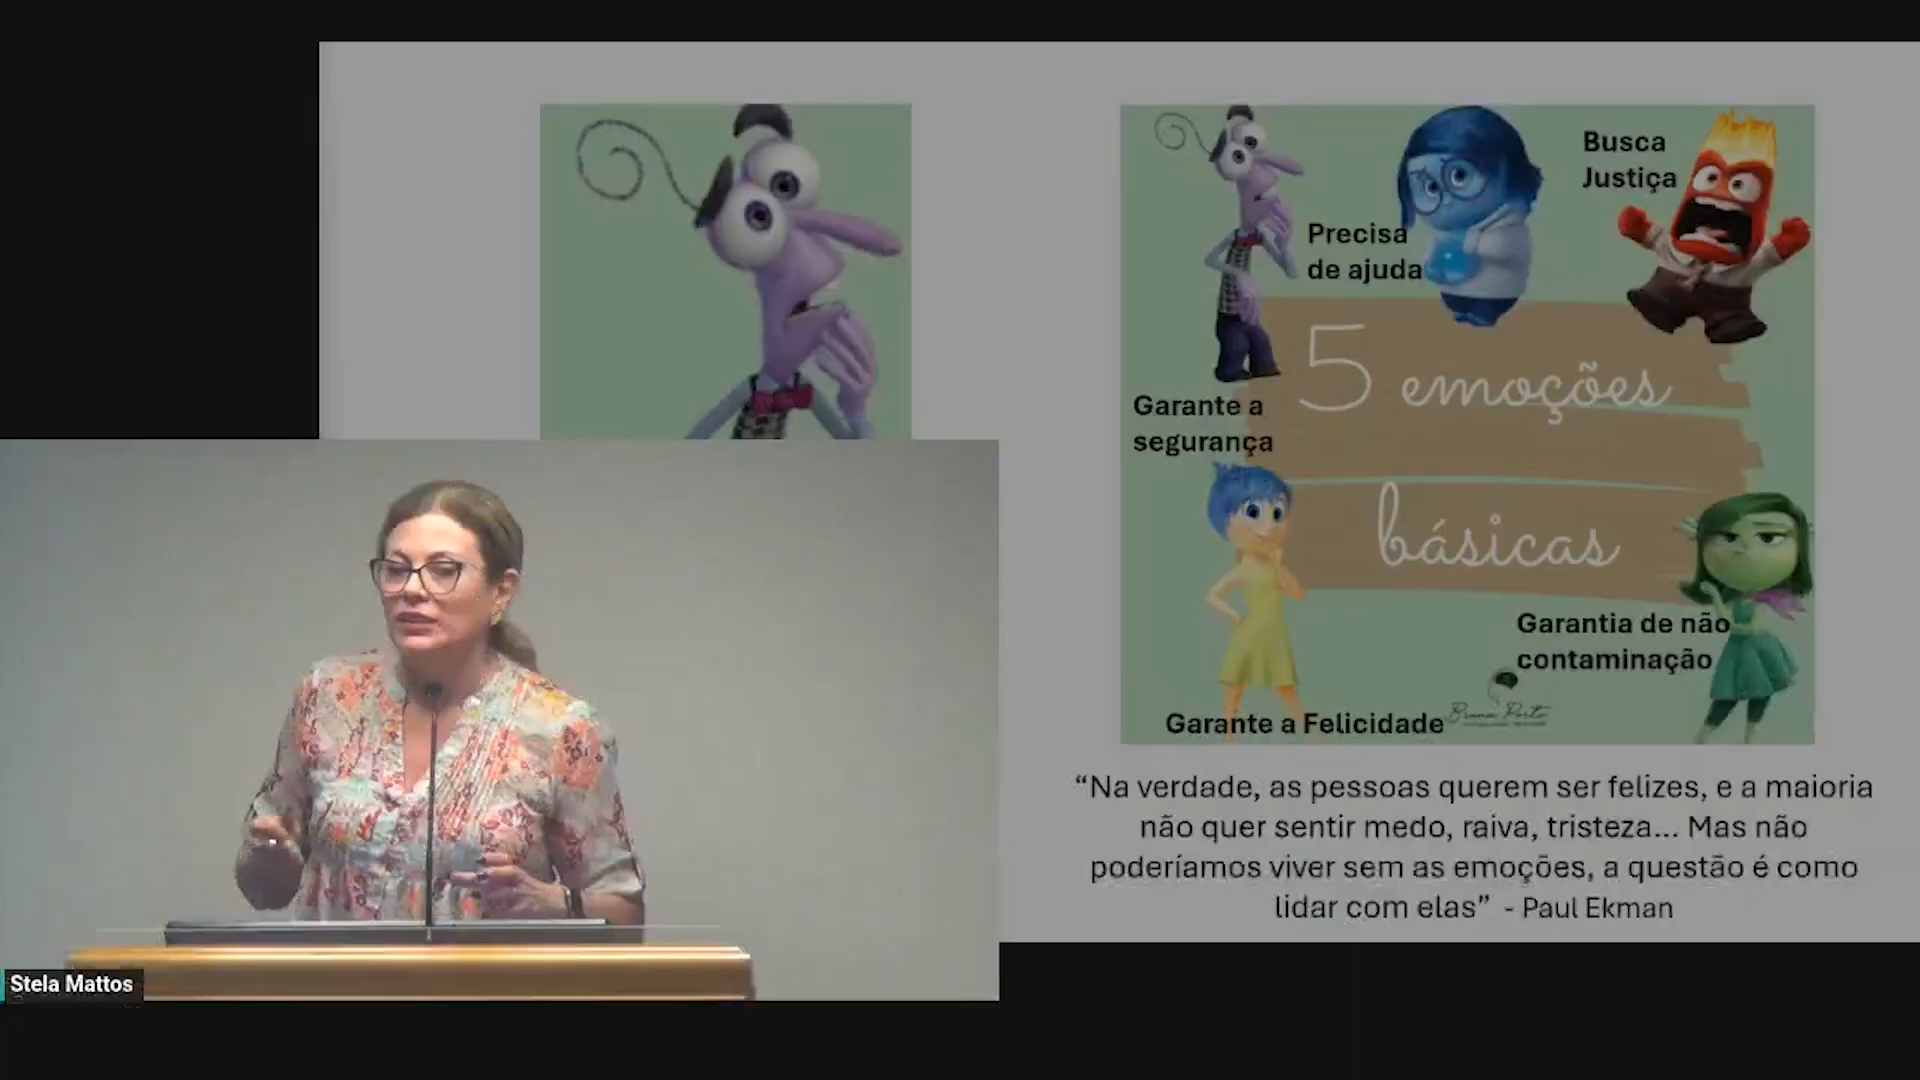 Busca
Justiça
Precisa
de ajuda
5 emoções
Garante a
segurança
básicas
Garantia de não
contaminação
Bruna Porto
Garante a Felicidade
“Na verdade, as pessoas querem ser felizes, e a maioria
não quer sentir medo, raiva, tristeza... Mas não
poderíamos viver sem as emoções, a questão é como
lidar com elas” - Paul Ekman
Stela Mattos